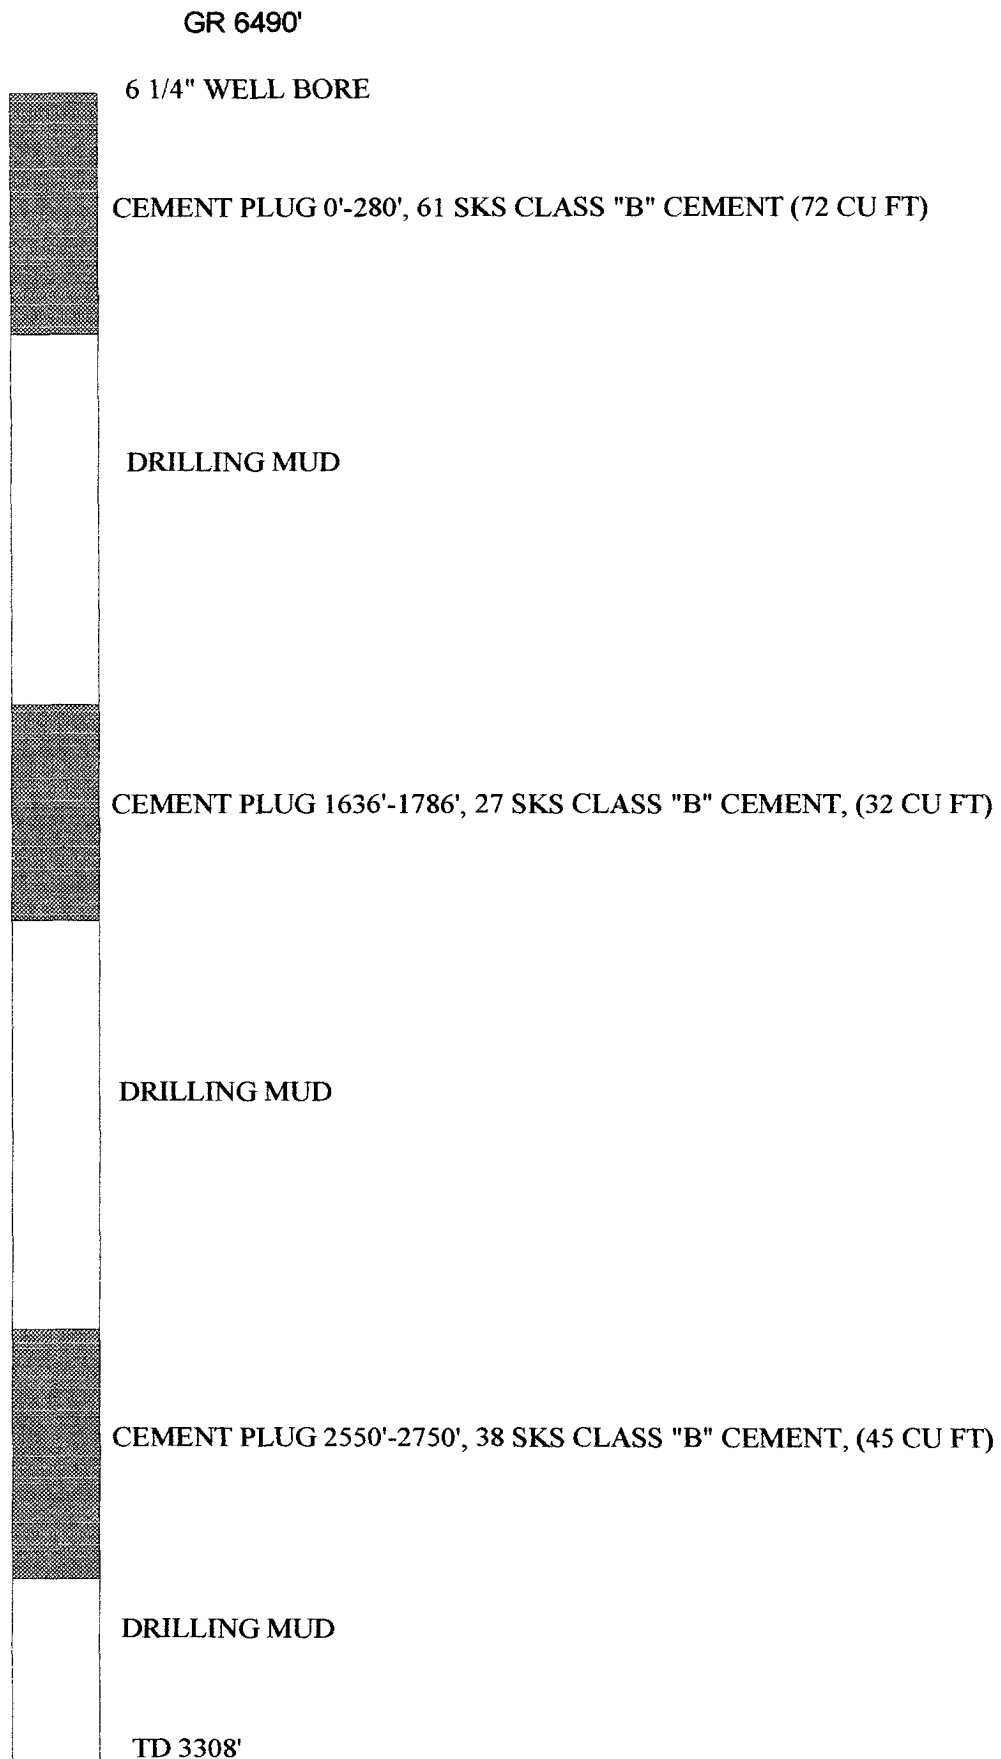 GR 6490'
6 1/4" WELL BORE
CEMENT PLUG 0'-280', 61 SKS CLASS "B" CEMENT (72 CU FT)
DRILLING MUD
CEMENT PLUG 1636'-1786', 27 SKS CLASS "B" CEMENT, (32 CU FT)
DRILLING MUD
CEMENT PLUG 2550'-2750', 38 SKS CLASS "B" CEMENT, (45 CU FT)
DRILLING MUD
TD 3308'